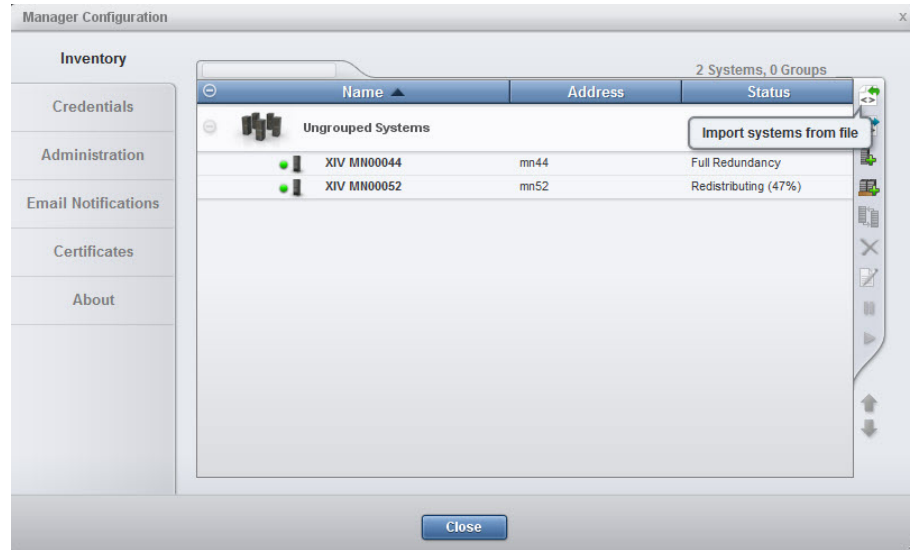 Manager Configuration
x
Inventory
Credentials
Administration
Email Notifications
Certificates
About
2 Systems, 0 Groups
Name Address Status
Ungrouped Systems
Import systems from file
XIV MN00044 mn44 Full Redundancy
XIV MN00052 mn52 Redistributing (47%)
Close